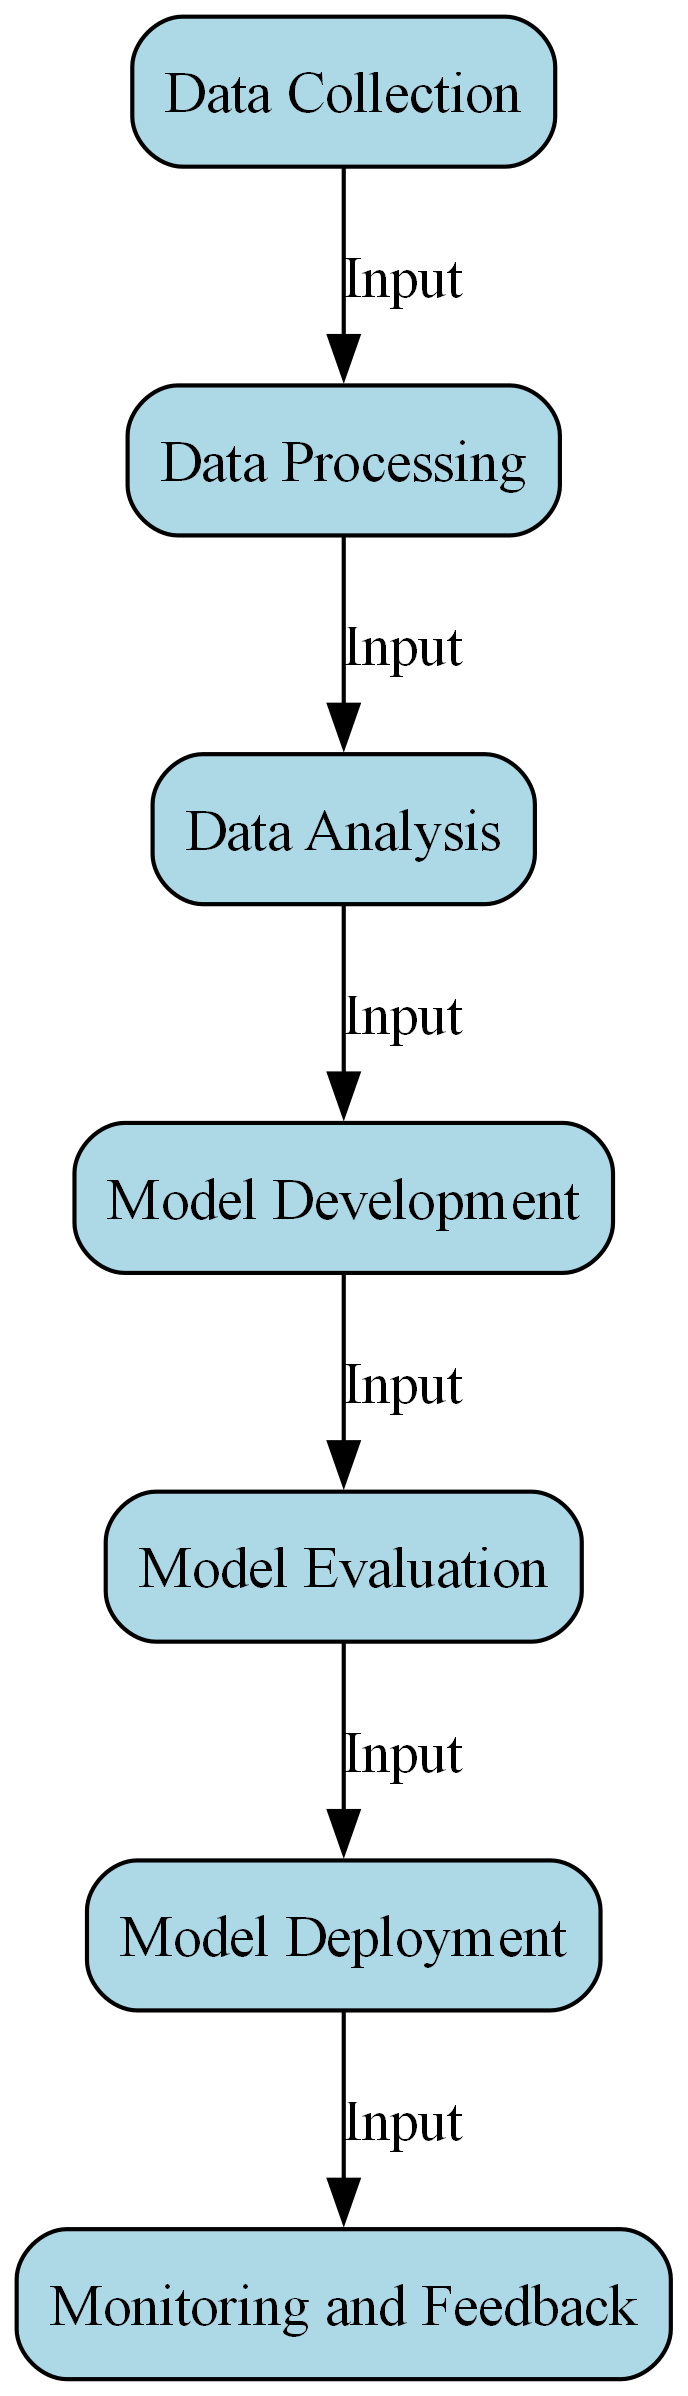 Data Collection
Input
Data Processing
Input
Data Analysis
Input
Model Development
Input
Model Evaluation
Input
Model Deployment
Input
Monitoring and Feedback